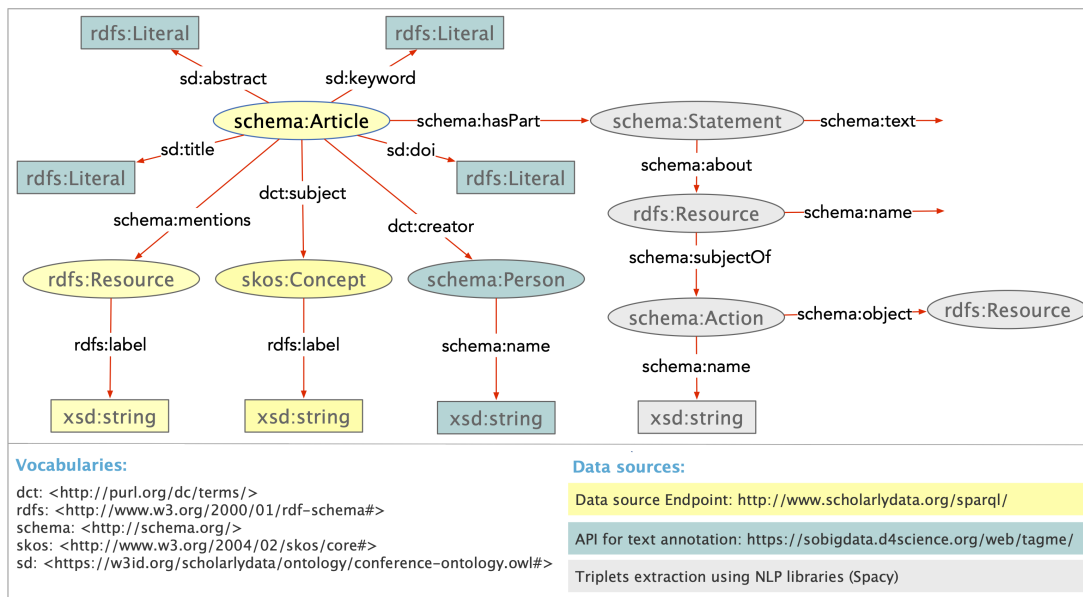 rdfs:Literal
rdfs:Literal
sd:abstract
sd:keyword
schema:Article
schema:hasPart
schema:Statement
schema:text
sd:title
sd:doi
schema:about
rdfs:Literal
rdfs:Literal
dct:subject
schema:mentions
dct:creator
rdfs:Resource
schema:name
schema:subjectOf
rdfs:Resource
skos:Concept
schema:Person
schema:Action
schema:object
rdfs:Resource
rdfs:label
rdfs:label
schema:name
schema:name
xsd:string
xsd:string
xsd:string
xsd:string
Vocabularies:
dct: <http://purl.org/dc/terms/>
rdfs: <http://www.w3.org/2000/01/rdf-schema#>
schema: <http://schema.org/>
skos: <http://www.w3.org/2004/02/skos/core#>
sd: <https://w3id.org/scholarlydata/ontology/conference-ontology.owl#>
Data sources:
Data source Endpoint: http://www.scholarlydata.org/sparql/
API for text annotation: https://sobigdata.d4science.org/web/tagme/
Triplets extraction using NLP libraries (Spacy)